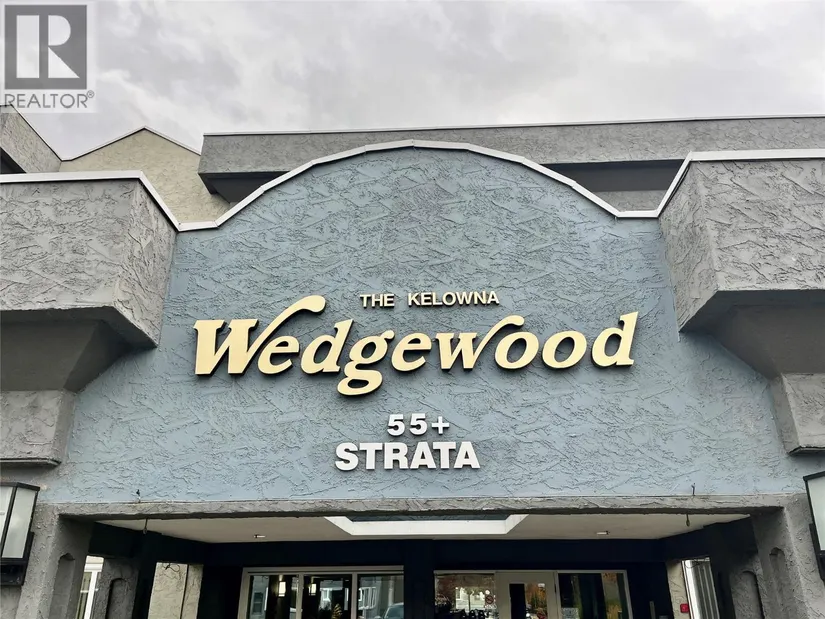 R
REALTOR®
THE KELOWNA
Wedgewood
55+
STRATA